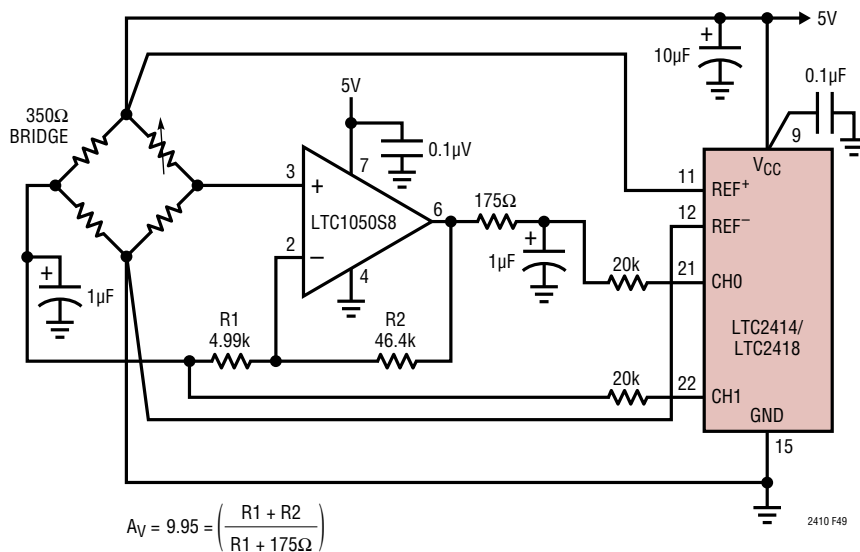 5V
10µF
0.1µF
350Ω
BRIDGE
5V
0.1µV
9
VCC
3
+
7
LTC1050S8
6
2
–
4
175Ω
1µF
+
11
REF+
12
REF–
20k
21
CH0
+
1µF
+
+
LTC2414/
LTC2418
R1
4.99k
R2
46.4k
20k
22
CH1
GND
15
AV = 9.95 = (R1 + R2
R1 + 175Ω)
2410 F49